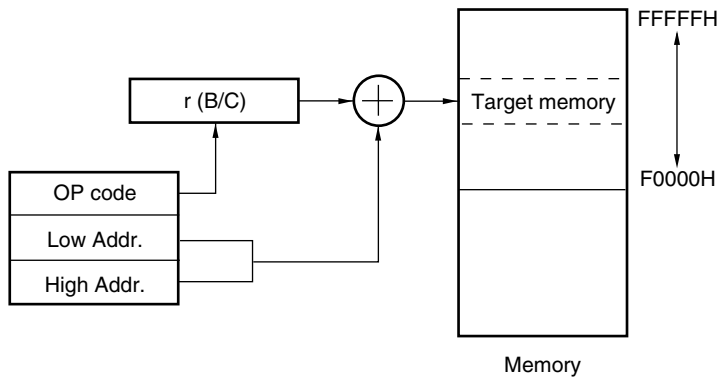 FFFFFH
r (B/C)
Target memory
OP code
F0000H
Low Addr.
High Addr.
Memory